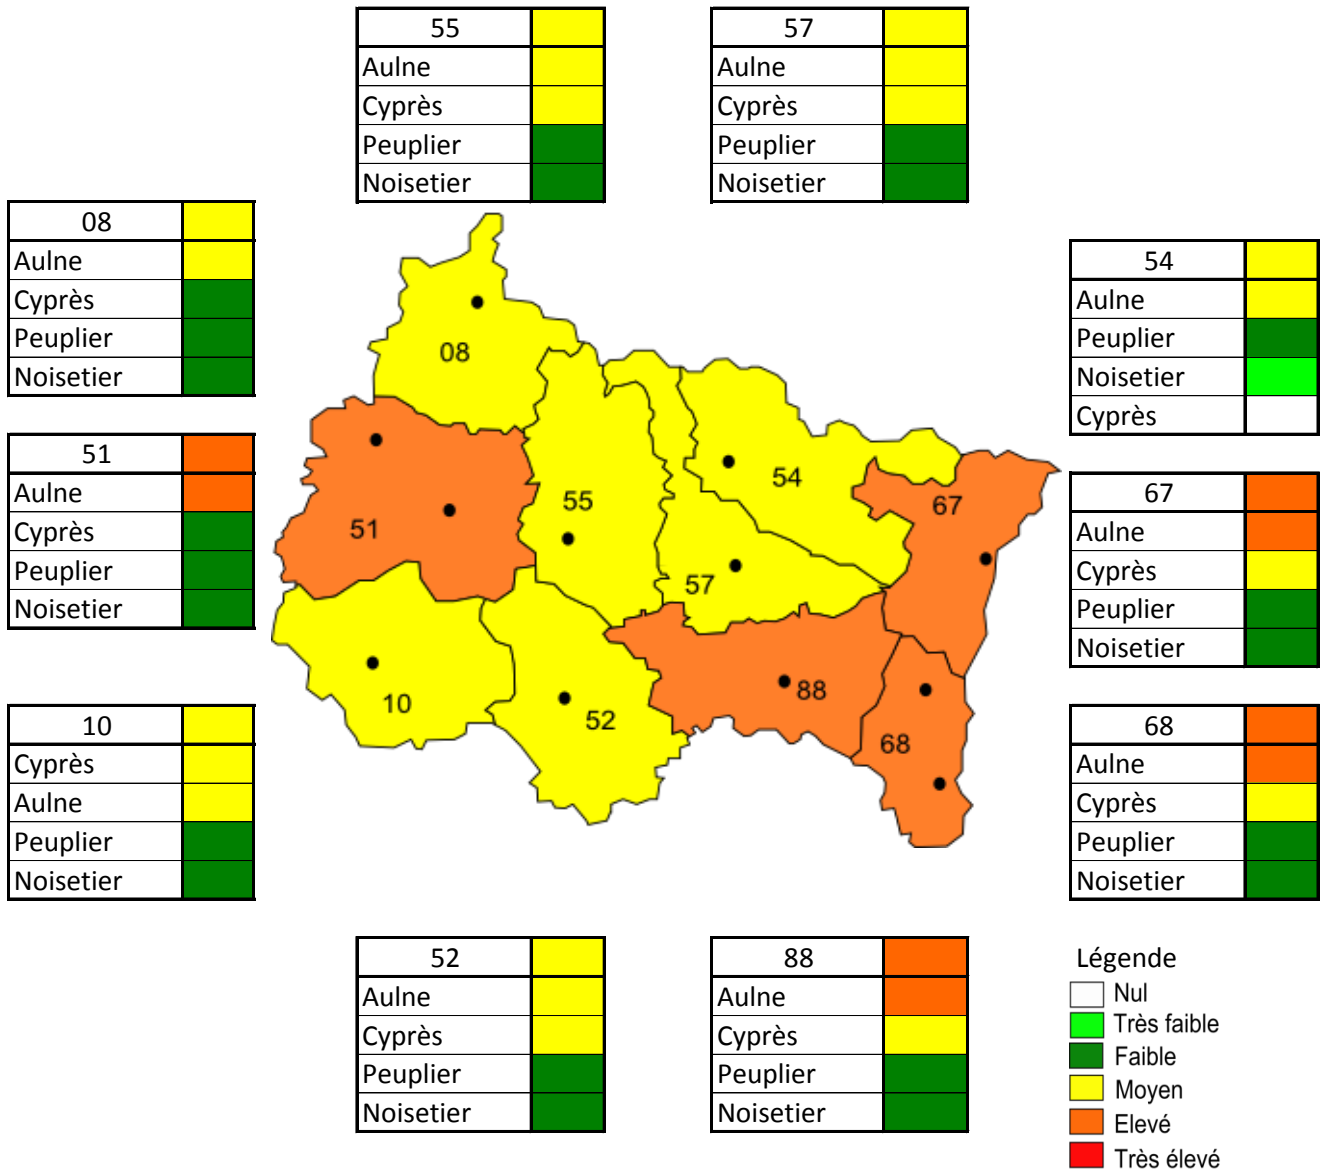 55
Aulne
Cyprès
Peuplier
Noisetier
57
Aulne
Cyprès
Peuplier
Noisetier
08
Aulne
Cyprès
Peuplier
Noisetier
54
Aulne
Peuplier
Noisetier
Cyprès
51
Aulne
Cyprès
Peuplier
Noisetier
67
Aulne
Cyprès
Peuplier
Noisetier
10
Cyprès
Aulne
Peuplier
Noisetier
68
Aulne
Cyprès
Peuplier
Noisetier
52
Aulne
Cyprès
Peuplier
Noisetier
88
Aulne
Cyprès
Peuplier
Noisetier
08
54
55
67
51
57
88
10
52
68
Légende
Nul
Très faible
Faible
Moyen
Elevé
Très élevé